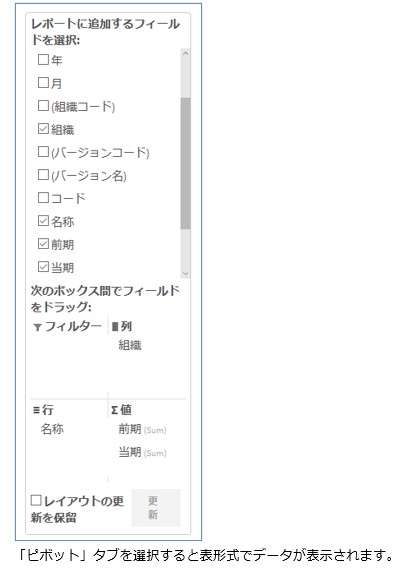 レポートに追加するフィール
ドを選択:
年
月
(組織コード)
組織
(バージョンコード)
(バージョン名)
コード
名称
前期
当期
次のボックス間でフィールド
をドラッグ:
フィルター
列
組織
行
Σ 値
名称
前期 (Sum)
当期 (Sum)
レイアウトの更
新を保留
更
新
「ピボット」タブを選択すると表形式でデータが表示されます。